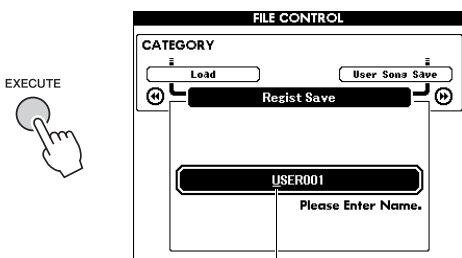 FILE CONTROL
CATEGORY
Load
User Song Save
EXECUTE
Regist Save
USER001
Please Enter Name.